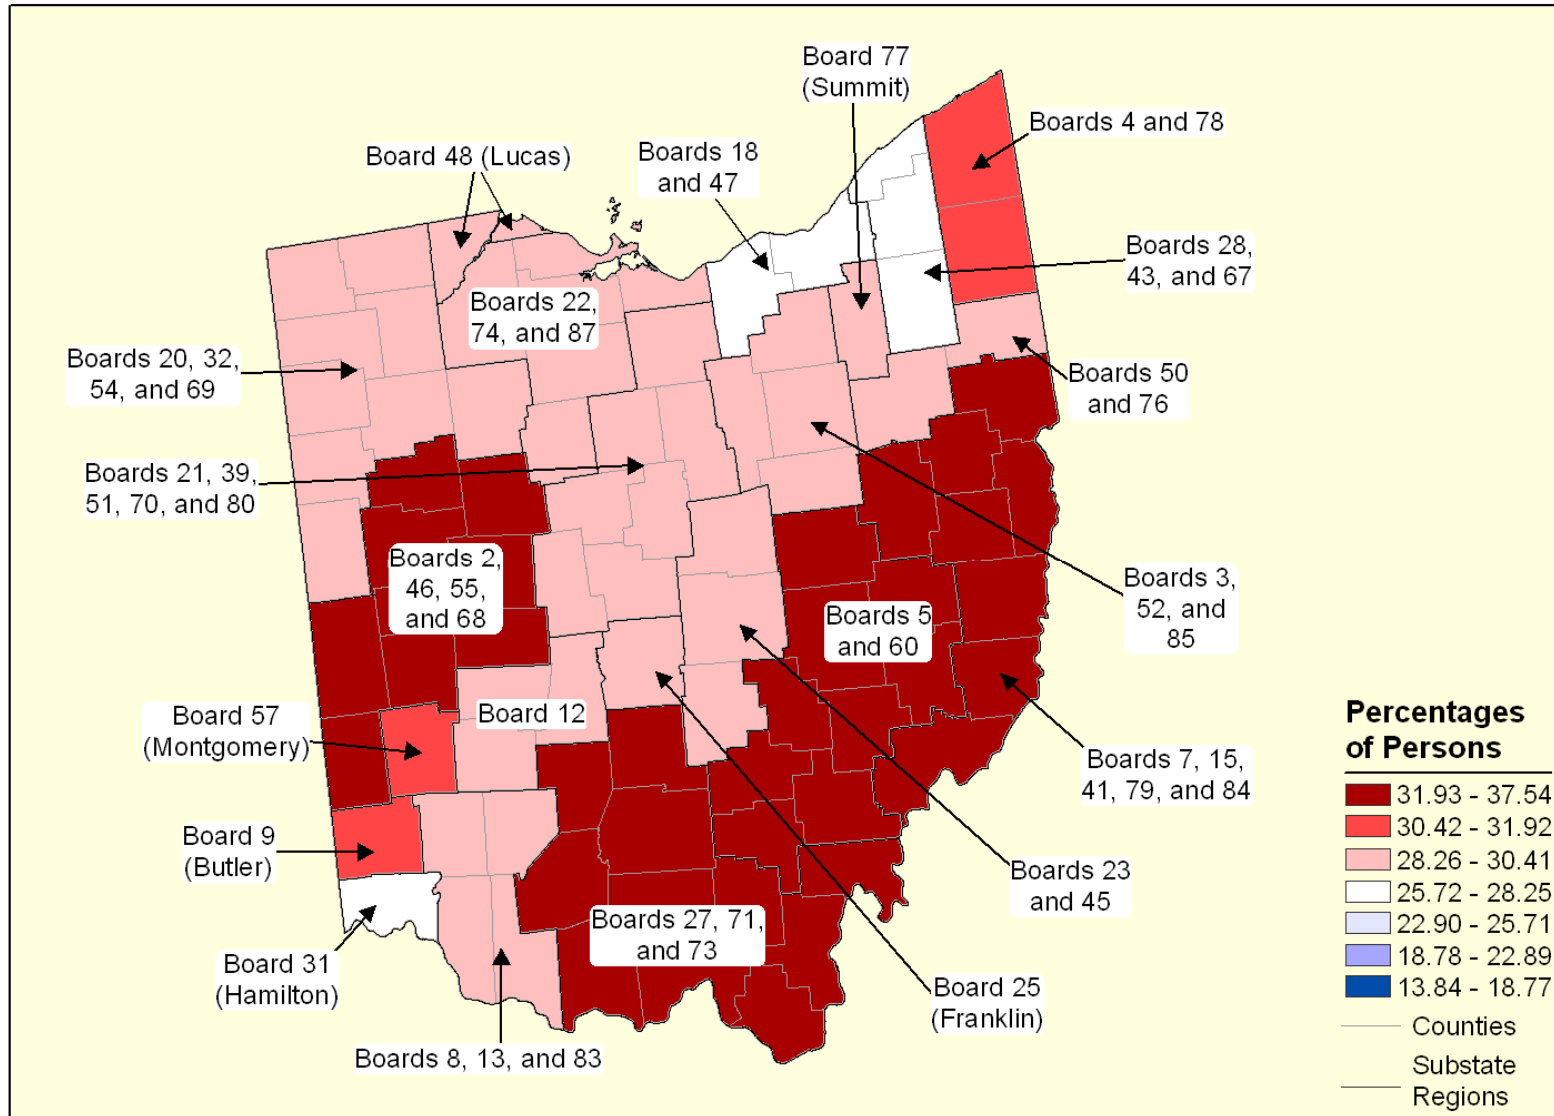 Board 77
(Summit)
Boards 4 and 78
Board 48 (Lucas)
Boards 18
and 47
Boards 28,
43, and 67
Boards 22,
74, and 87
Boards 20, 32,
54, and 69
Boards 50
and 76
Boards 21, 39,
51, 70, and 80
Boards 2,
46, 55,
and 68
Boards 3,
52, and
85
Boards 5
and 60
Board 57
(Montgomery)
Board 12
Boards 7, 15,
41, 79, and 84
Board 9
(Butler)
Boards 23
and 45
Boards 27, 71,
and 73
Board 31
(Hamilton)
Board 25
(Franklin)
Boards 8, 13, and 83
Percentages
of Persons
31.93 - 37.54
30.42 - 31.92
28.26 - 30.41
25.72 - 28.25
22.90 - 25.71
18.78 - 22.89
13.84 - 18.77
Counties
Substate
Regions